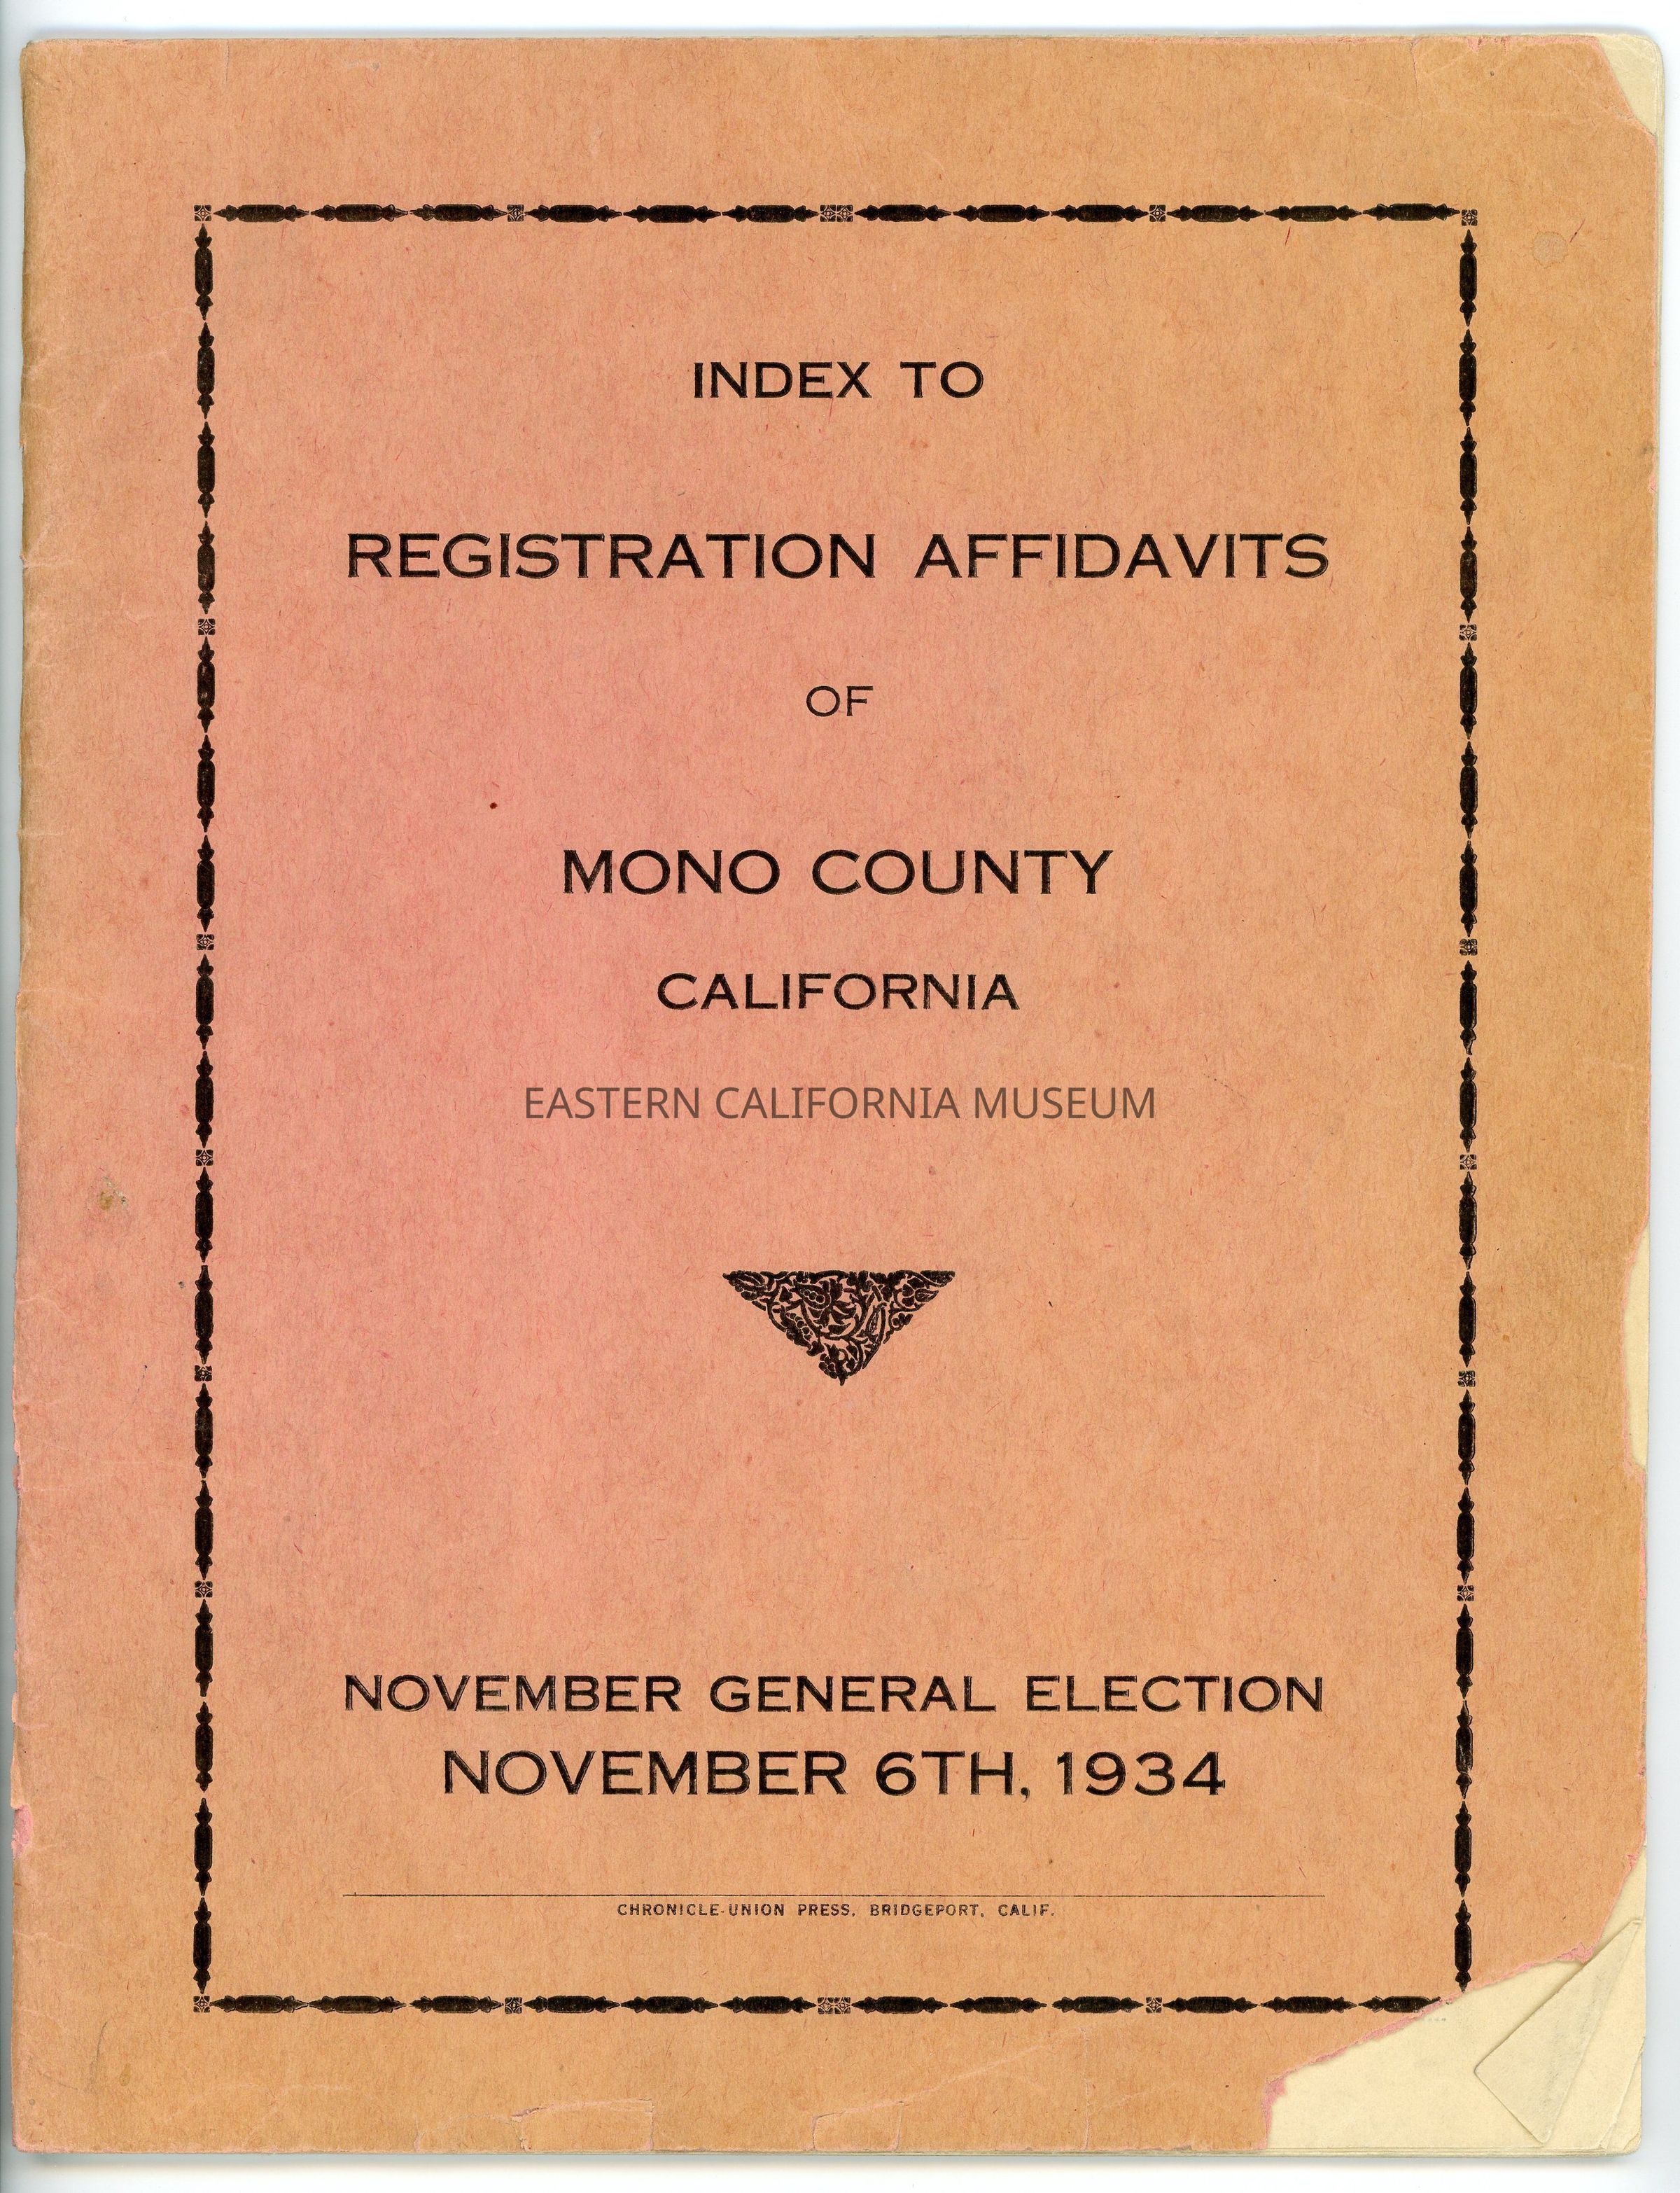 INDEX TO
REGISTRATION AFFIDAVITS
OF
MONO COUNTY
CALIFORNIA
EASTERN CALIFORNIA MUSEUM
NOVEMBER GENERAL ELECTION
NOVEMBER 6TH, 1934
CHRONICLE-UNION PRESS, BRIDGEPORT, CALIF.